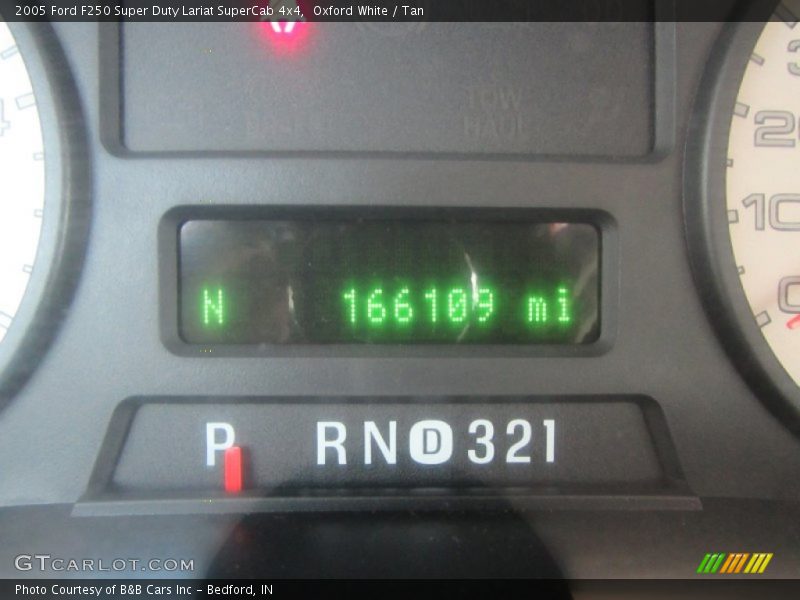 2005 Ford F250 Super Duty Lariat SuperCab 4x4, Oxford White / Tan
TOW
HAUL
20
10
0
N 166109 mi
P RND321
GTCARLOT.COM
Photo Courtesy of B&B Cars Inc - Bedford, IN